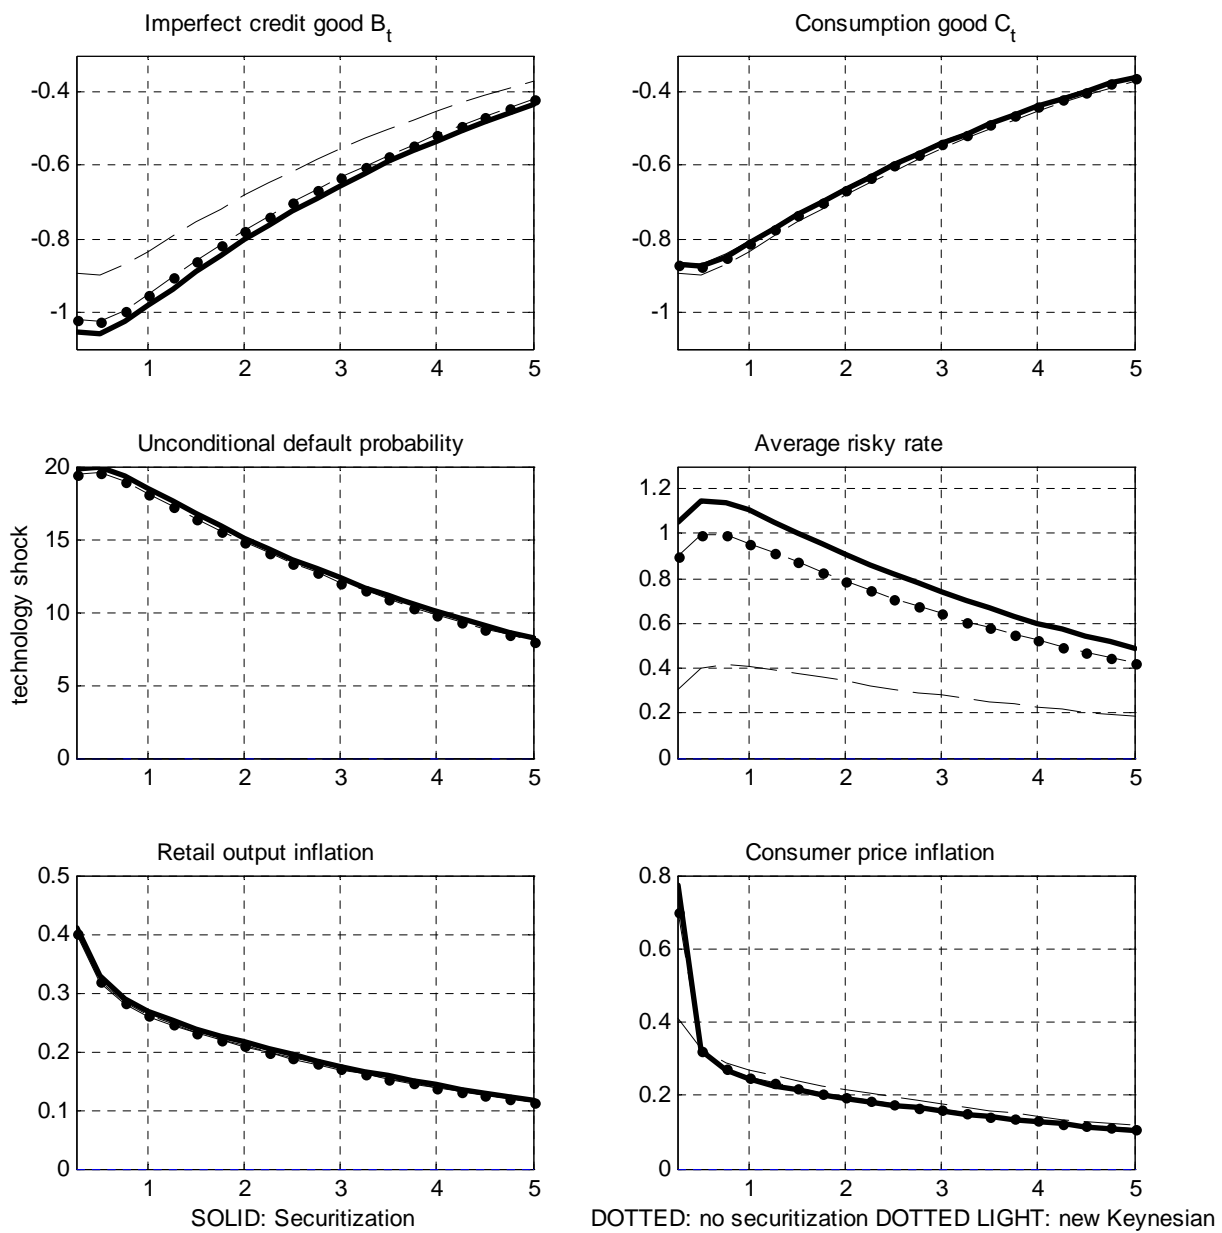 Imperfect credit good Bt
Consumption good Ct
-0.4
-0.6
-0.8
-1
1 2 3 4 5
-0.4
-0.6
-0.8
-1
1 2 3 4 5
technology shock
Unconditional default probability
Average risky rate
20
15
10
5
0
1 2 3 4 5
1.2
1
0.8
0.6
0.4
0.2
0
1 2 3 4 5
Retail output inflation
Consumer price inflation
0.5
0.4
0.3
0.2
0.1
0
1 2 3 4 5
0.8
0.6
0.4
0.2
0
1 2 3 4 5
SOLID: Securitization
DOTTED: no securitization DOTTED LIGHT: new Keynesian